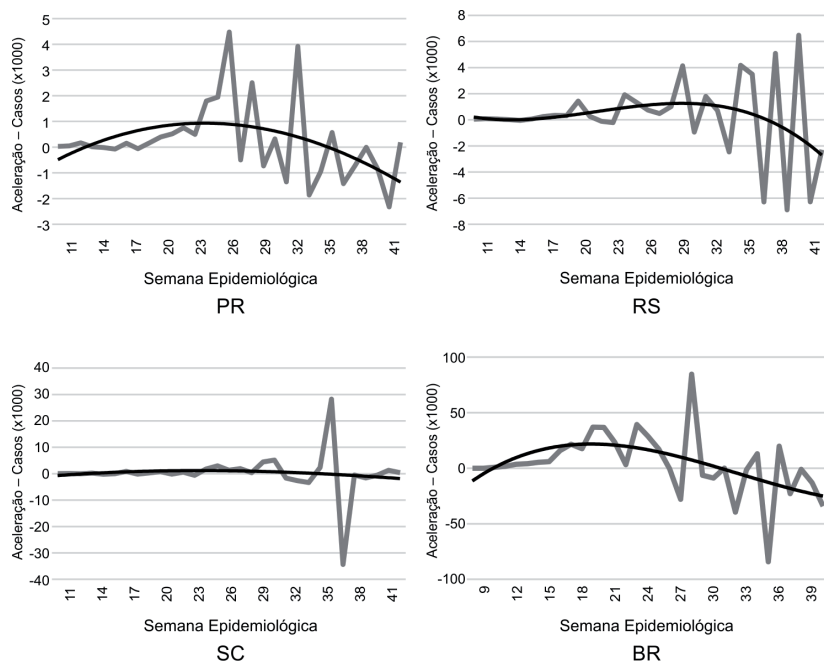 Aceleração – Casos (x1000)
5
4
3
2
1
0
-1
-2
-3
11 14 17 20 23 26 29 32 35 38 41
Semana Epidemiológica
PR
Aceleração – Casos (x1000)
8
6
4
2
0
-2
-4
-6
-8
11 14 17 20 23 26 29 32 35 38 41
Semana Epidemiológica
RS
Aceleração – Casos (x1000)
40
30
20
10
0
-10
-20
-30
-40
11 14 17 20 23 26 29 32 35 38 41
Semana Epidemiológica
SC
Aceleração – Casos (x1000)
100
50
0
-50
-100
9 12 15 18 21 24 27 30 33 36 39
Semana Epidemiológica
BR